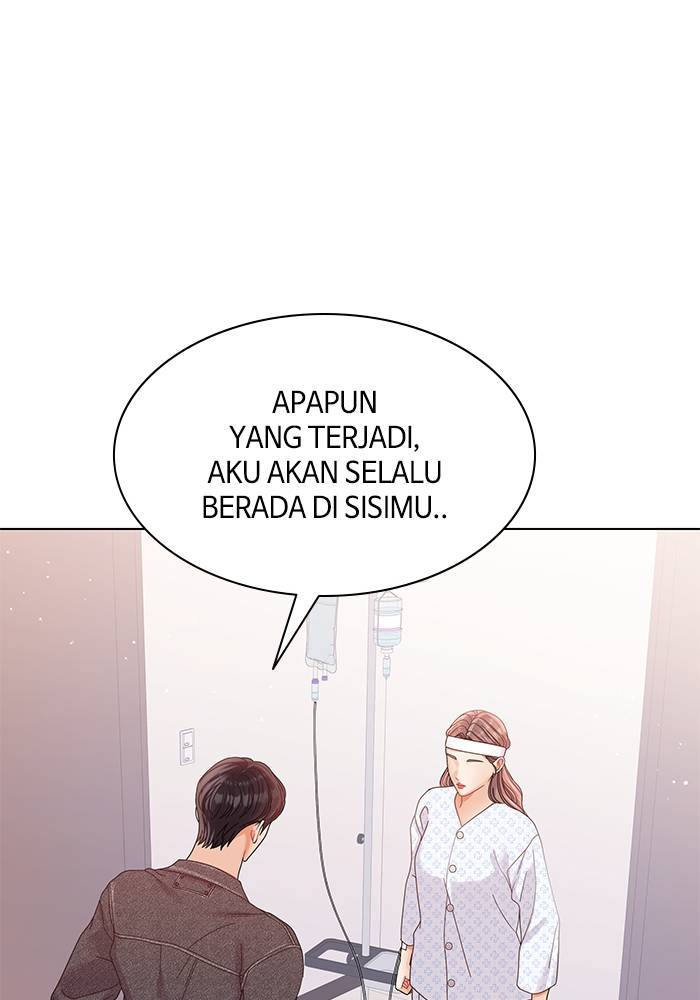 APAPUN
YANG TERJADI,
AKU AKAN SELALU
BERADA DI SISIMU..